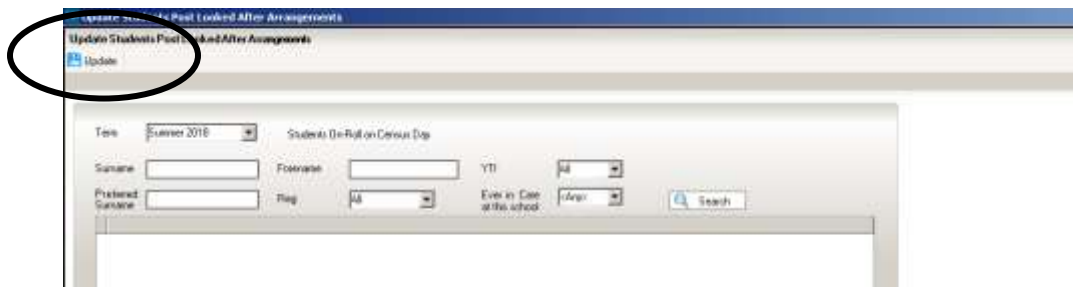 Update Students Post Looked After Arrangements
Update Students Post Looked After Arrangements
Update
Term Summer 2018 Students On-Roll on Census Day
Surname Forename YTI All
Preferred Surname Reg All Ever in Care at this school <Any> Search